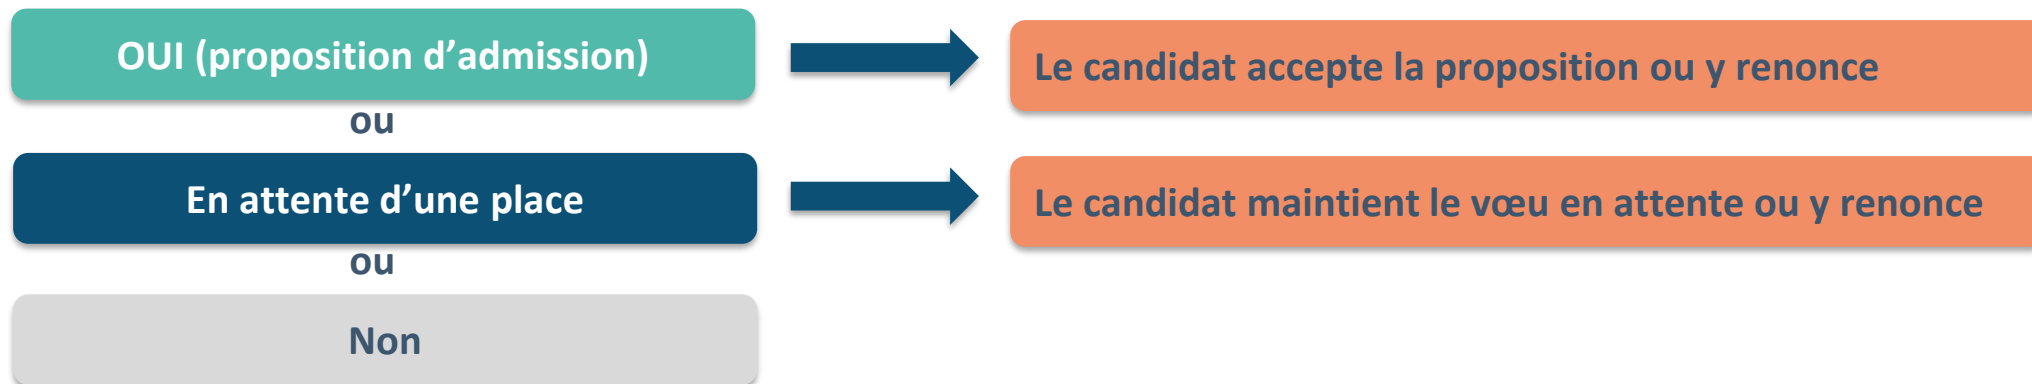 OUI (proposition d’admission)
Le candidat accepte la proposition ou y renonce
ou
En attente d’une place
Le candidat maintient le vœu en attente ou y renonce
ou
Non